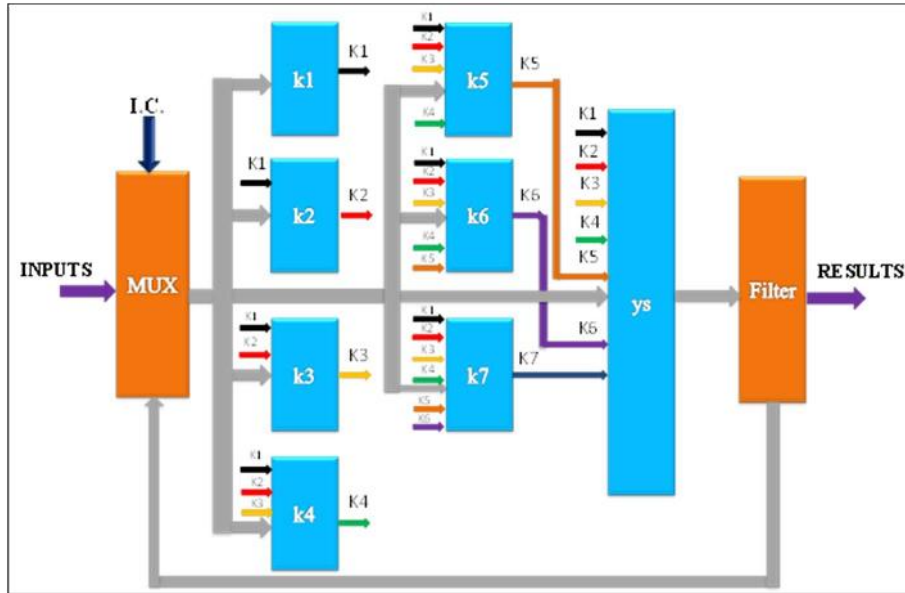 I.C.
INPUTS
MUX
k1
K1
K1
k2
K2
K1
K2
k3
K3
K1
K2
K3
k4
K4
K1
K2
K3
K4
k5
K5
K1
K2
K3
K4
K5
k6
K6
K1
K2
K3
K4
K5
K6
k7
K7
K1
K2
K3
K4
K5
K6
ys
Filter
RESULTS